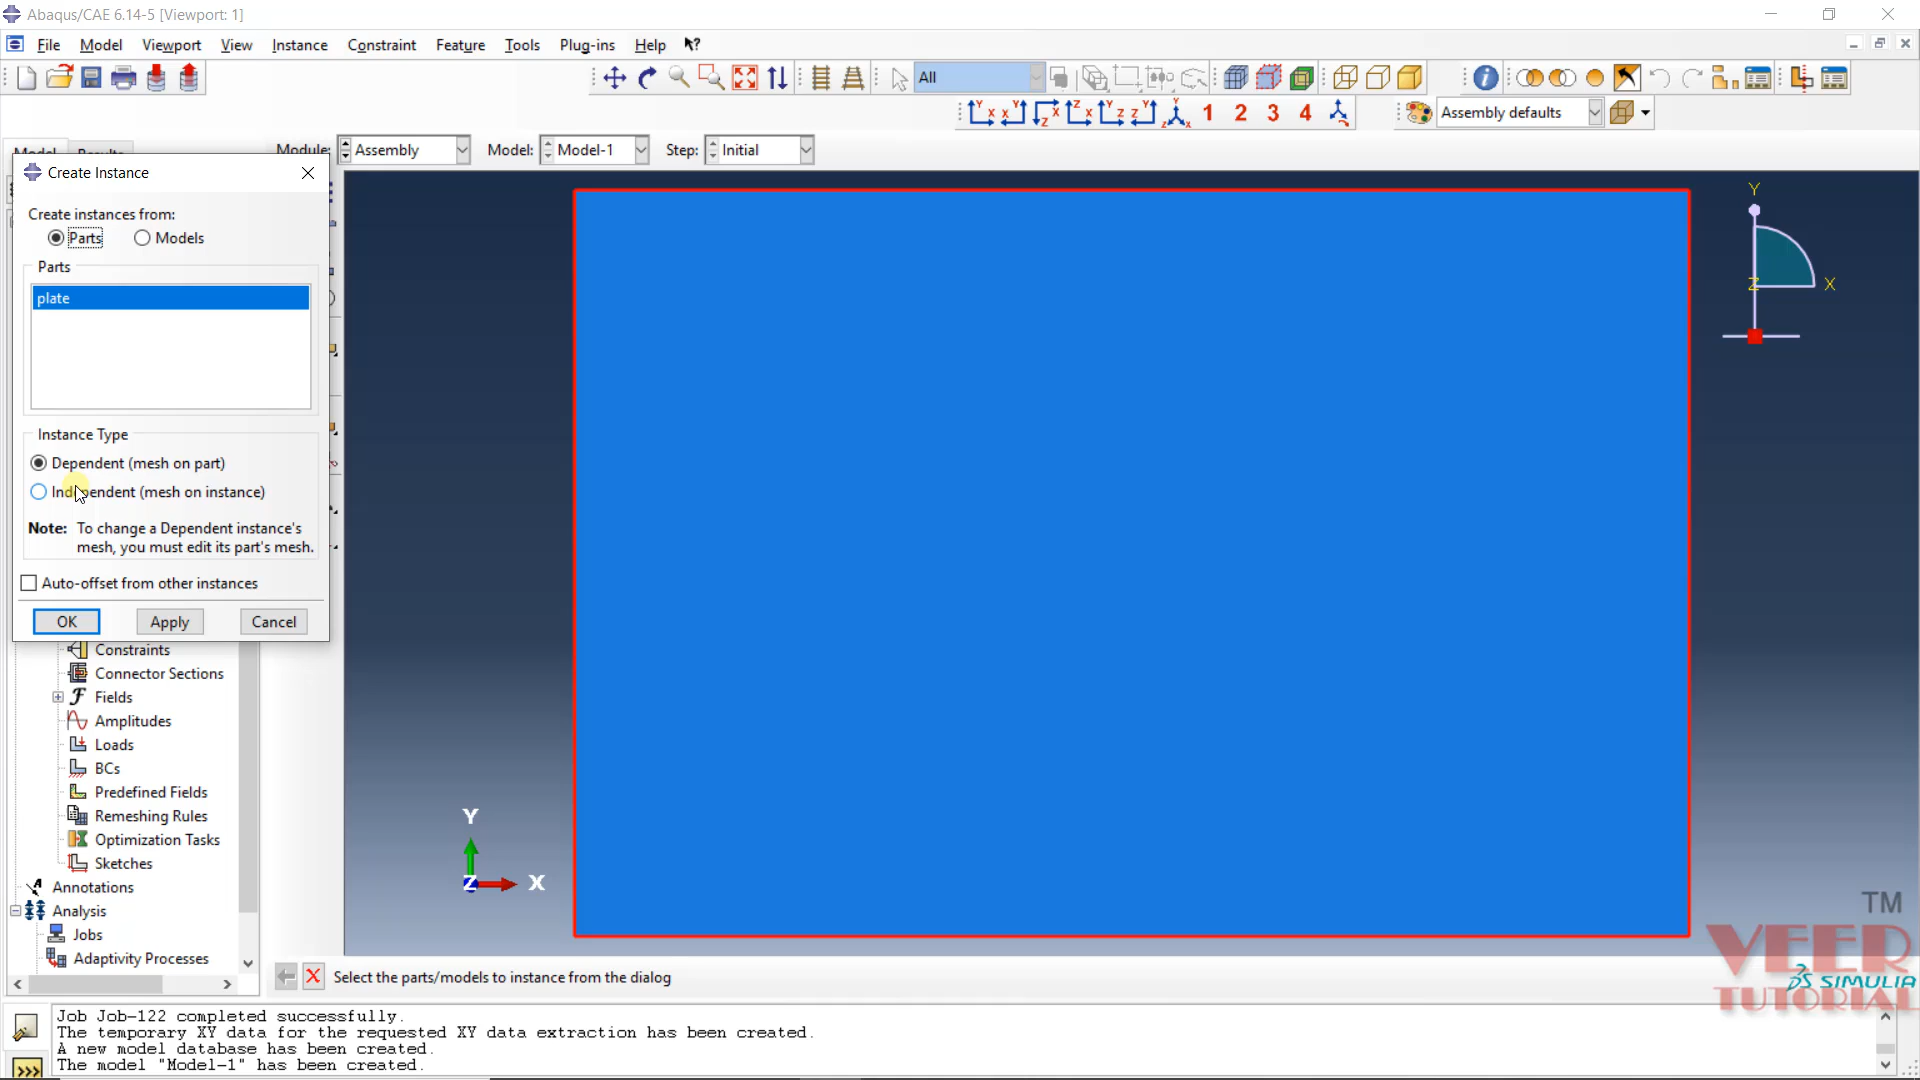 Abaqus/CAE 6.14-5 [Viewport: 1]
File Model Viewport View Instance Constraint Feature Tools Plug-ins Help
All
1 2 3 4
Assembly defaults
Model Results
Module: Assembly Model: Model-1 Step: Initial
Create Instance
Create instances from:
Parts Models
Parts
plate
Instance Type
Dependent (mesh on part)
Independent (mesh on instance)
Note: To change a Dependent instance's
mesh, you must edit its part's mesh.
Auto-offset from other instances
OK Apply Cancel
Constraints
Connector Sections
Fields
Amplitudes
Loads
BCs
Predefined Fields
Remeshing Rules
Optimization Tasks
Sketches
Annotations
Analysis
Jobs
Adaptivity Processes
Y
Z X
Y
Z X
TM
VEER
SIMULIA
TUTORIAL
Select the parts/models to instance from the dialog
Job Job-122 completed successfully.
The temporary XY data for the requested XY data extraction has been created.
A new model database has been created.
The model "Model-1" has been created.